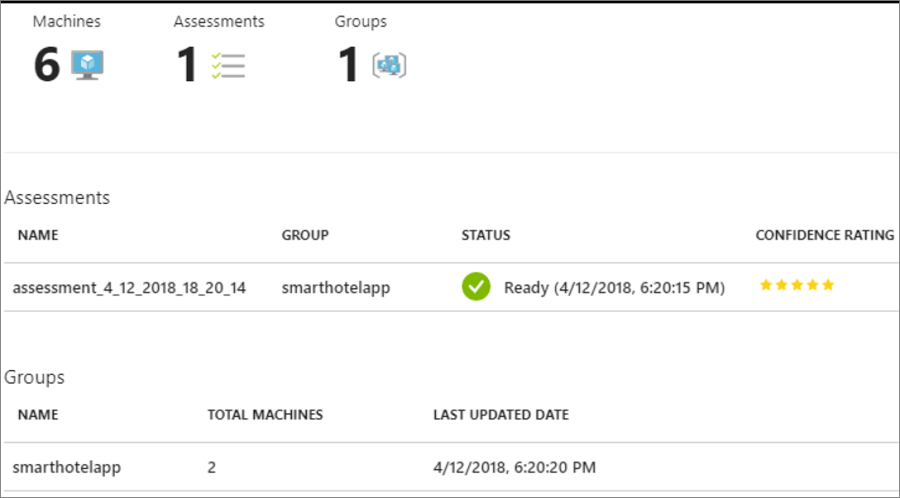 Machines Assessments Groups
6 1 1
Assessments
NAME GROUP STATUS CONFIDENCE RATING
assessment_4_12_2018_18_20_14 smarthotelapp Ready (4/12/2018, 6:20:15 PM)
Groups
NAME TOTAL MACHINES LAST UPDATED DATE
smarthotelapp 2 4/12/2018, 6:20:20 PM